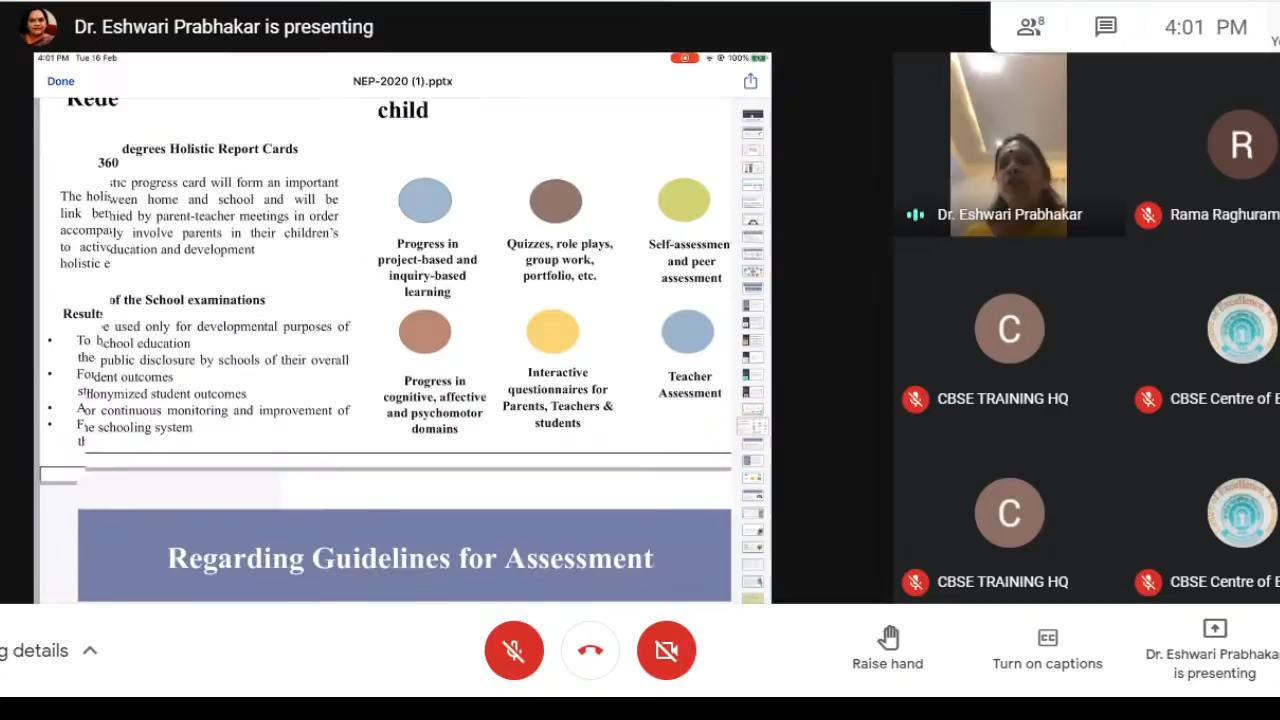 Dr. Eshwari Prabhakar is presenting
8
4:01 PM
4:01 PM Tue 16 Feb
100%
Done
NEP-2020 (1).pptx
child
degrees Holistic Report Cards
360
tic progress card will form an important
The holis
ween home and school and will be
link bet
nied by parent-teacher meetings in order
accompa
ly involve parents in their children's
to activ
ducation and development
holistic e
of the School examinations
Results
e used only for developmental purposes of
• To b
chool education
the
public disclosure by schools of their overall
• For
dent outcomes
st
nonymized student outcomes
• A
or continuous monitoring and improvement of
• F
he schooling system
th
Progress in
project-based and
inquiry-based
learning
Quizzes, role plays,
group work,
portfolio, etc.
Self-assessmen
and peer
assessment
Progress in
cognitive, affective
and psychomotor
domains
Interactive
questionnaires for
Parents, Teachers &
students
Teacher
Assessment
Regarding Guidelines for Assessment
Dr. Eshwari Prabhakar
R
C
CBSE TRAINING HQ
CBSE Centre of E
C
CBSE TRAINING HQ
CBSE Centre of E
g details
Raise hand
CC
Turn on captions
Dr. Eshwari Prabhaka
is presenting